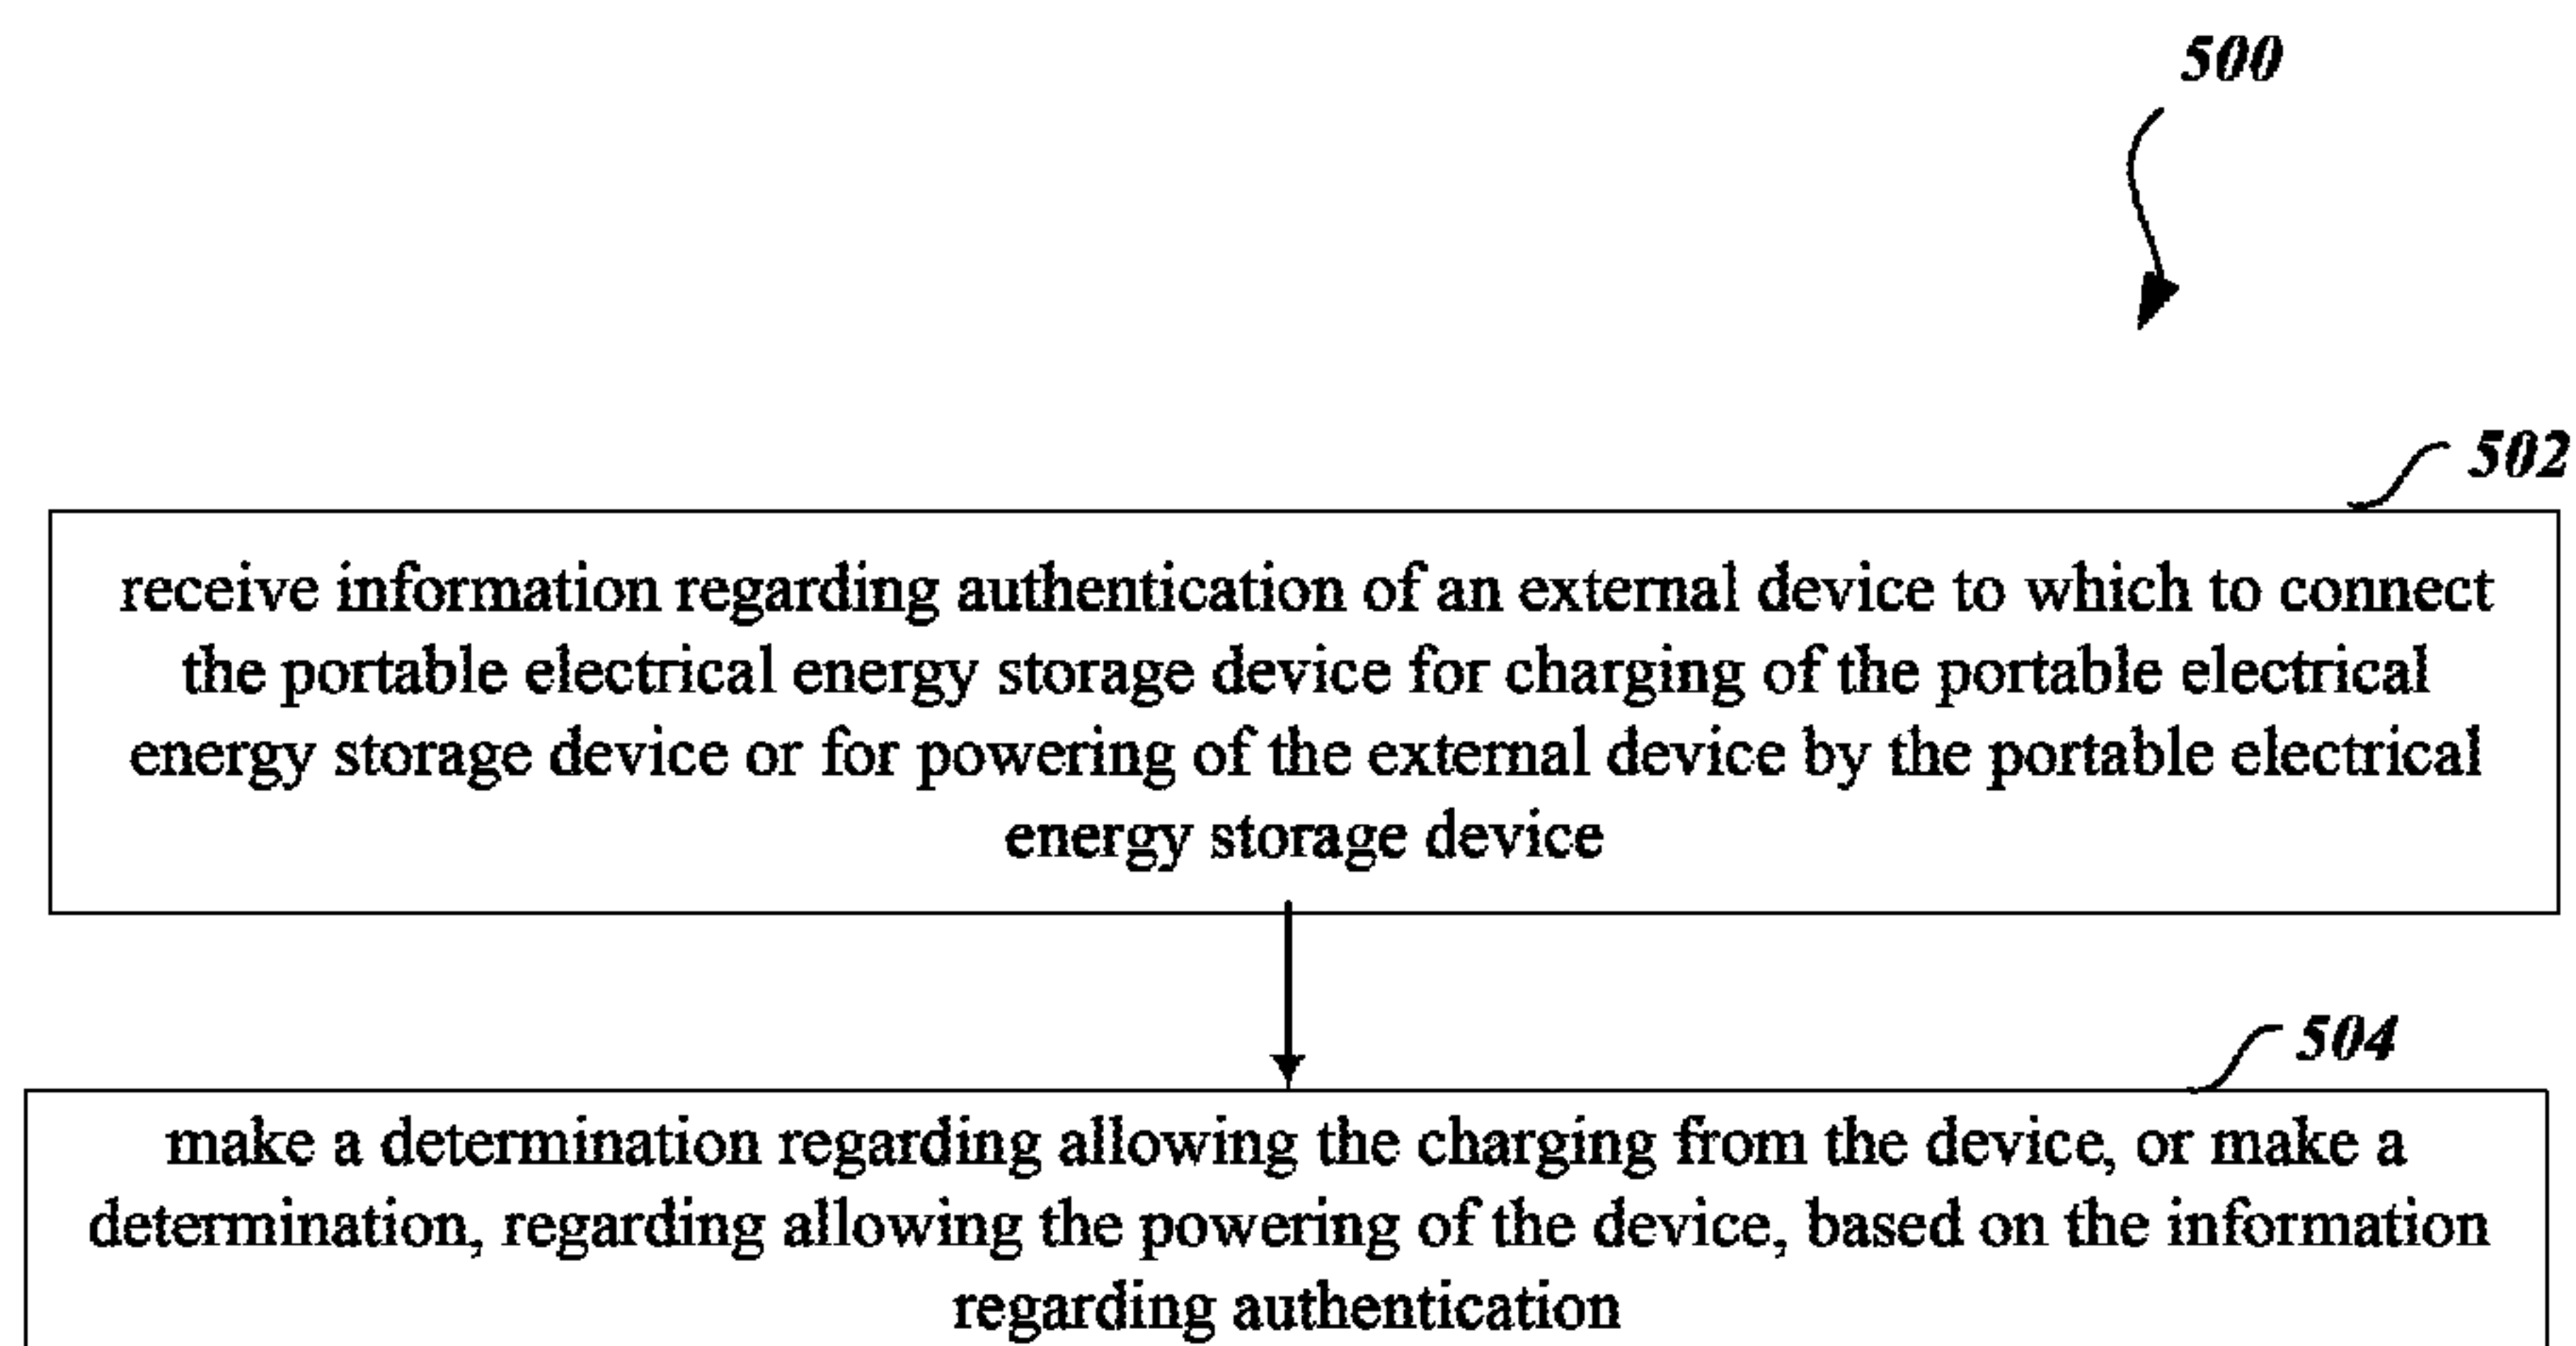 500
502
receive information regarding authentication of an external device to which to connect
the portable electrical energy storage device for charging of the portable electrical
energy storage device or for powering of the external device by the portable electrical
energy storage device
504
make a determination regarding allowing the charging from the device, or make a
determination, regarding allowing the powering of the device, based on the information
regarding authentication